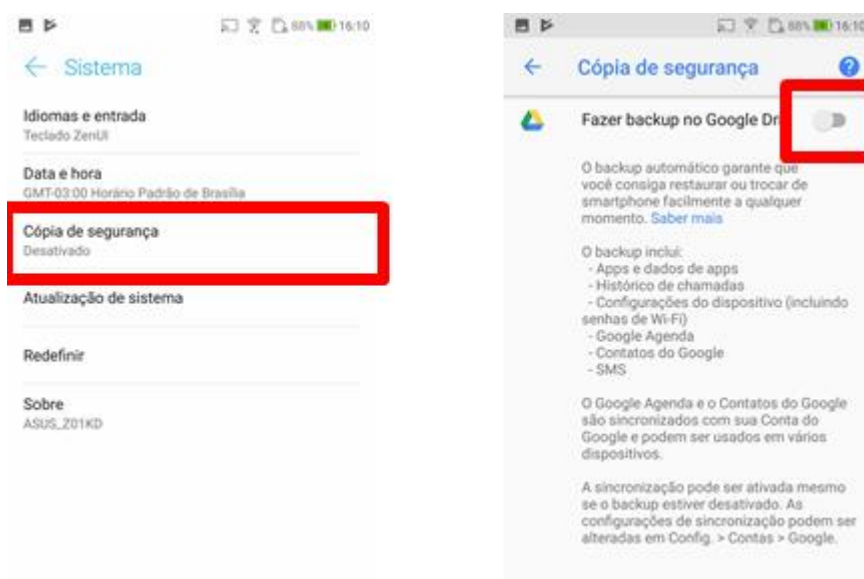 88% 16:10
Sistema
Idiomas e entrada
Teclado ZenUI
Data e hora
GMT-03:00 Horário Padrão de Brasília
Cópia de segurança
Desativado
Atualização de sistema
Redefinir
Sobre
ASUS_Z01KD
88% 16:10
Cópia de segurança
Fazer backup no Google Dri
O backup automático garante que
você consiga restaurar ou trocar de
smartphone facilmente a qualquer
momento. Saber mais
O backup inclui:
- Apps e dados de apps
- Histórico de chamadas
- Configurações do dispositivo (incluindo
senhas de Wi-Fi)
- Google Agenda
- Contatos do Google
- SMS
O Google Agenda e o Contatos do Google
são sincronizados com sua Conta do
Google e podem ser usados em vários
dispositivos.
A sincronização pode ser ativada mesmo
se o backup estiver desativado. As
configurações de sincronização podem ser
alteradas em Config. > Contas > Google.